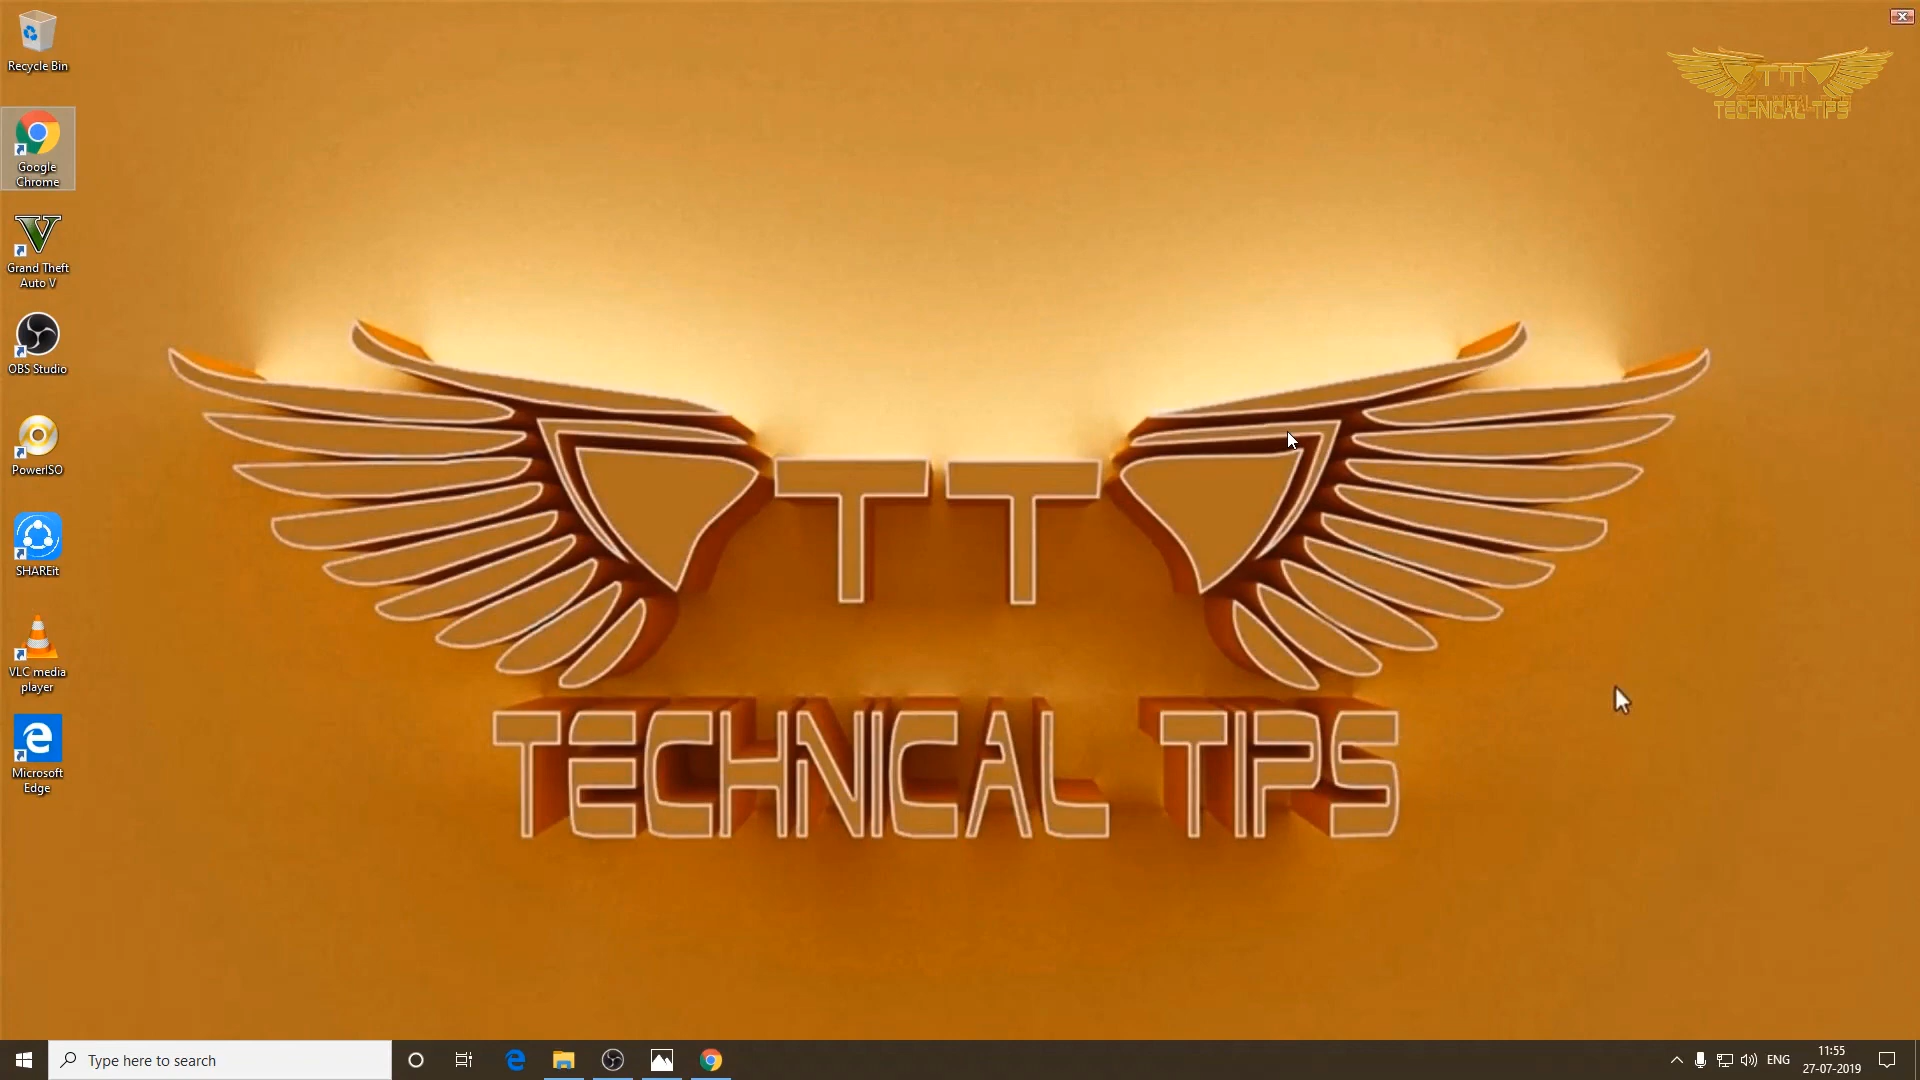 Recycle Bin
TECHNICAL TIPS
Google
Chrome
Grand Theft
Auto V
OBS Studio
PowerISO
SHAREit
VLC media
player
Microsoft
Edge
TT
TECHNICAL TIPS
Type here to search
ENG
11:55
27-07-2019